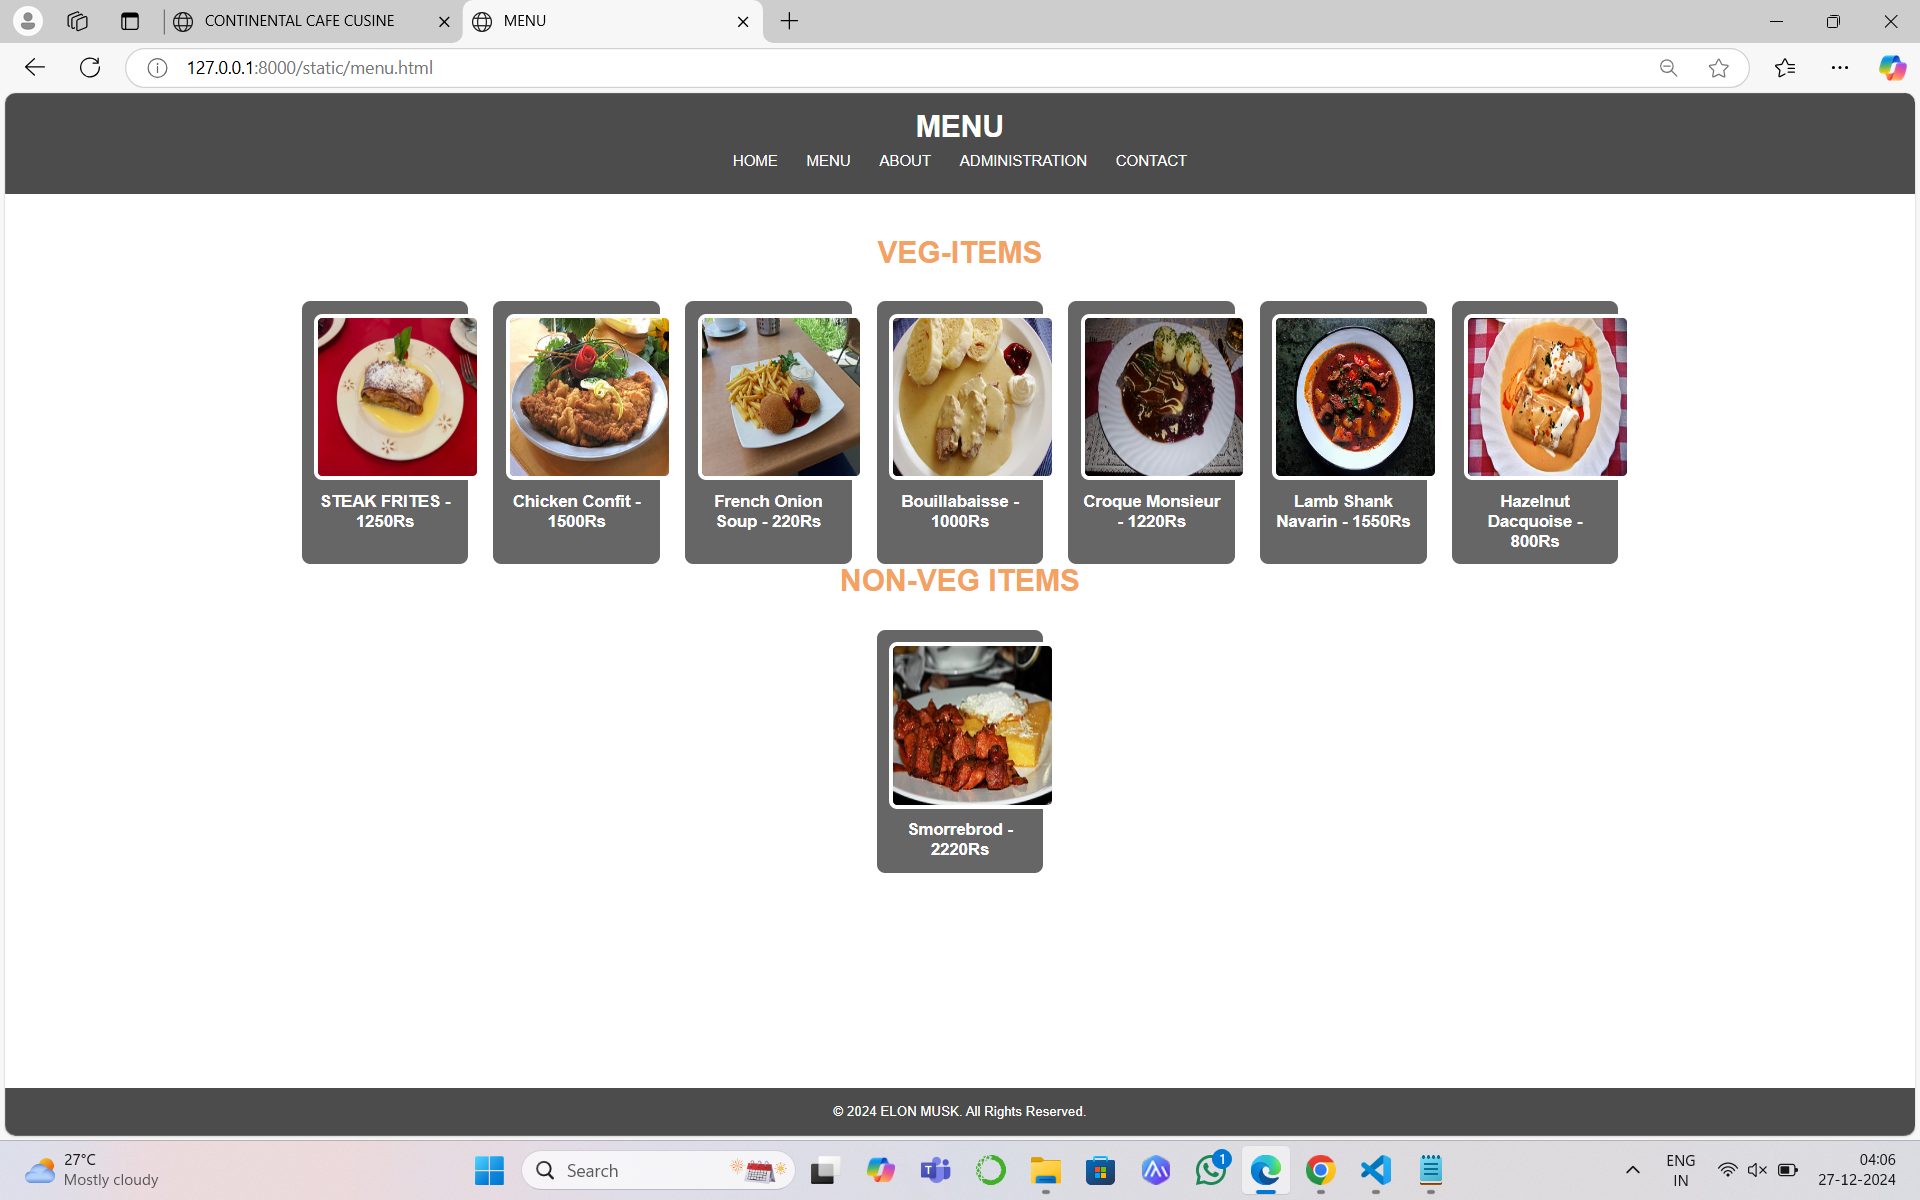 CONTINENTAL CAFE CUSINE
MENU
127.0.0.1:8000/static/menu.html
MENU
HOME MENU ABOUT ADMINISTRATION CONTACT
VEG-ITEMS
STEAK FRITES -
1250Rs
Chicken Confit -
1500Rs
French Onion
Soup - 220Rs
Bouillabaisse -
1000Rs
Croque Monsieur
- 1220Rs
Lamb Shank
Navarin - 1550Rs
Hazelnut
Dacquoise -
800Rs
NON-VEG ITEMS
Smorrebrod -
2220Rs
© 2024 ELON MUSK. All Rights Reserved.
27°C
Mostly cloudy
Search
1
ENG
IN
04:06
27-12-2024